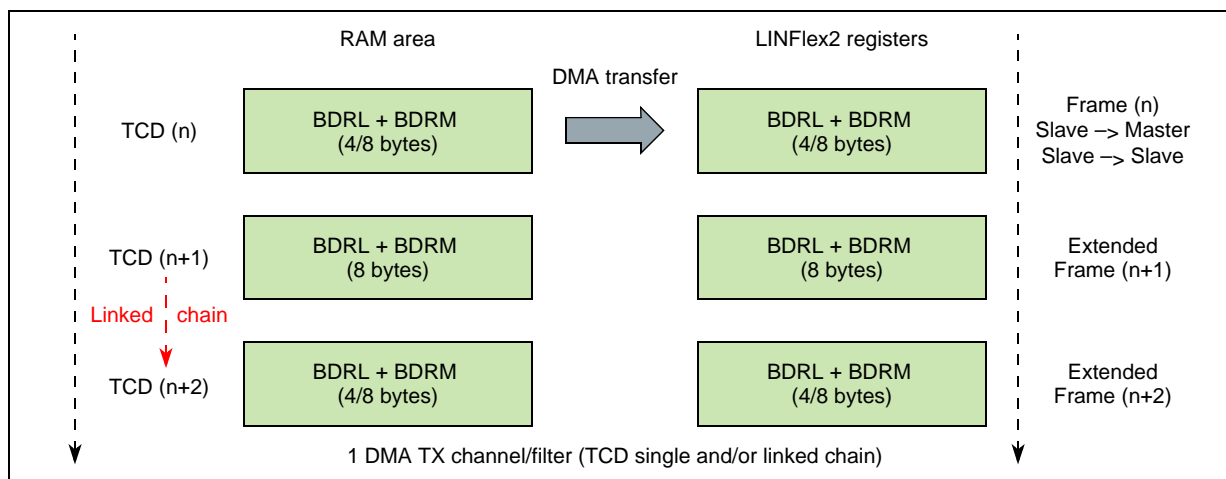 RAM area
LINFlex2 registers
DMA transfer
TCD (n)
BDRL + BDRM
(4/8 bytes)
BDRL + BDRM
(4/8 bytes)
Frame (n)
Slave –> Master
Slave –> Slave
TCD (n+1)
BDRL + BDRM
(8 bytes)
BDRL + BDRM
(8 bytes)
Extended
Frame (n+1)
Linked chain
TCD (n+2)
BDRL + BDRM
(4/8 bytes)
BDRL + BDRM
(4/8 bytes)
Extended
Frame (n+2)
1 DMA TX channel/filter (TCD single and/or linked chain)